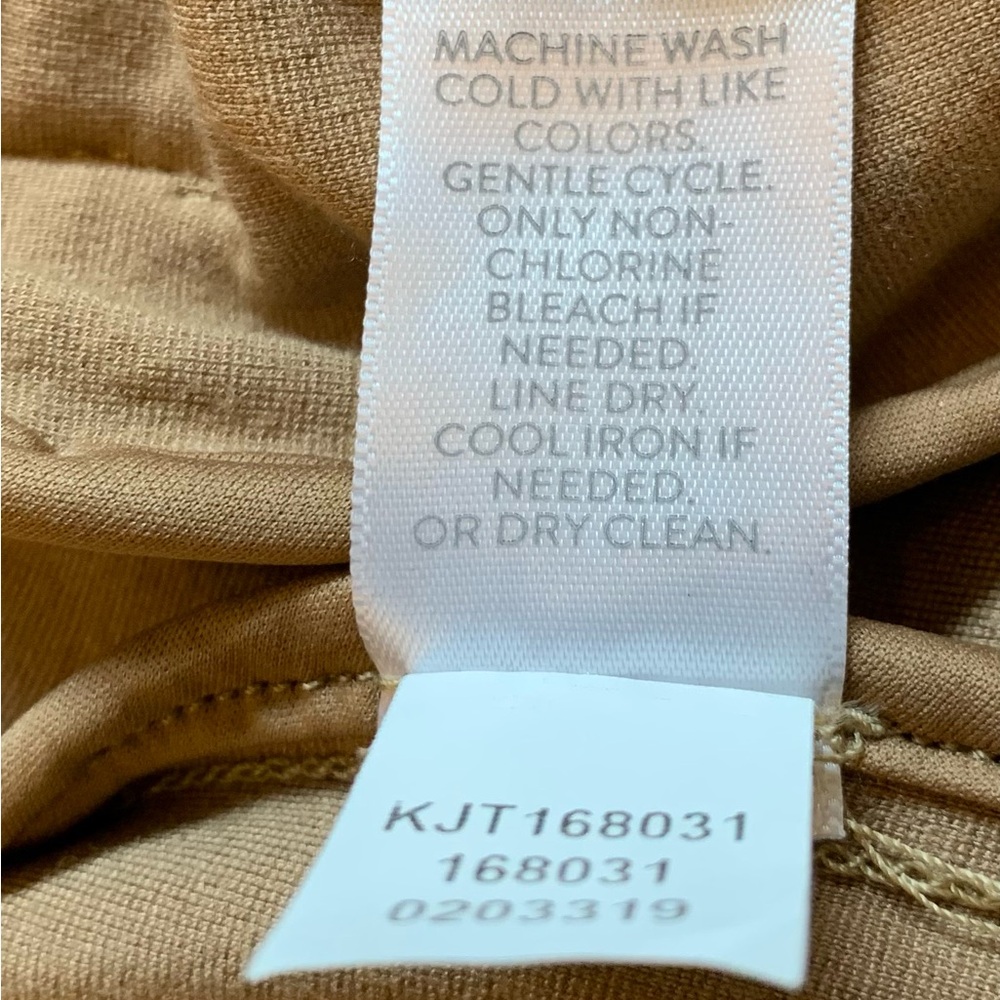 MACHINE WASH
COLD WITH LIKE
COLORS.
GENTLE CYCLE.
ONLY NON-
CHLORINE
BLEACH IF
NEEDED.
LINE DRY.
COOL IRON IF
NEEDED.
OR DRY CLEAN.
KJT168031
168031
0203319